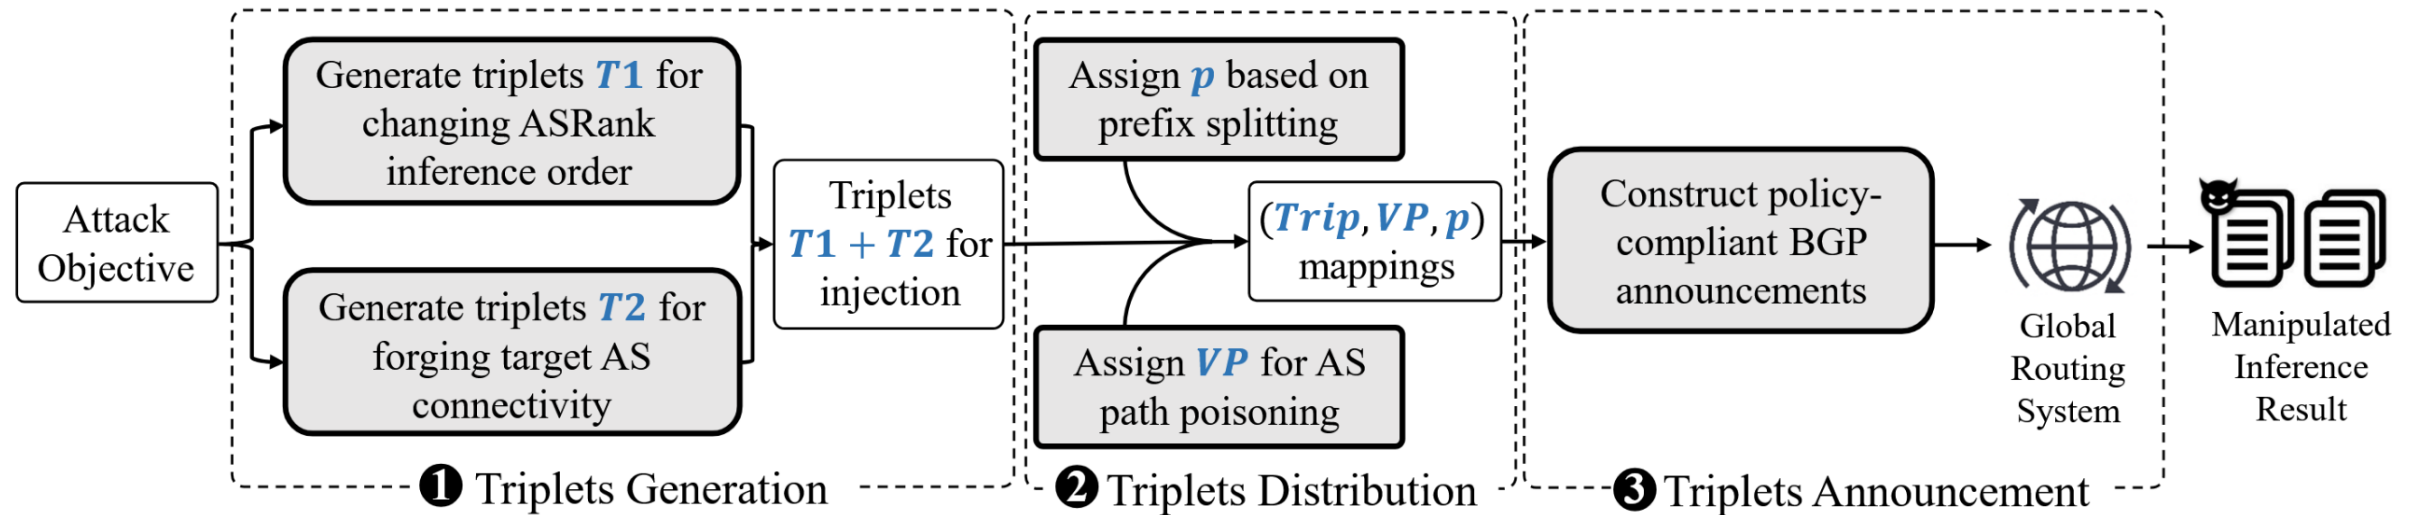 Attack
Objective
Generate triplets T1 for
changing ASRank
inference order
Generate triplets T2 for
forging target AS
connectivity
Triplets
T1 + T2 for
injection
❶ Triplets Generation
Assign p based on
prefix splitting
Assign VP for AS
path poisoning
(Trip, VP, p)
mappings
❷ Triplets Distribution
Construct policy-
compliant BGP
announcements
Global
Routing
System
❸ Triplets Announcement
Manipulated
Inference
Result